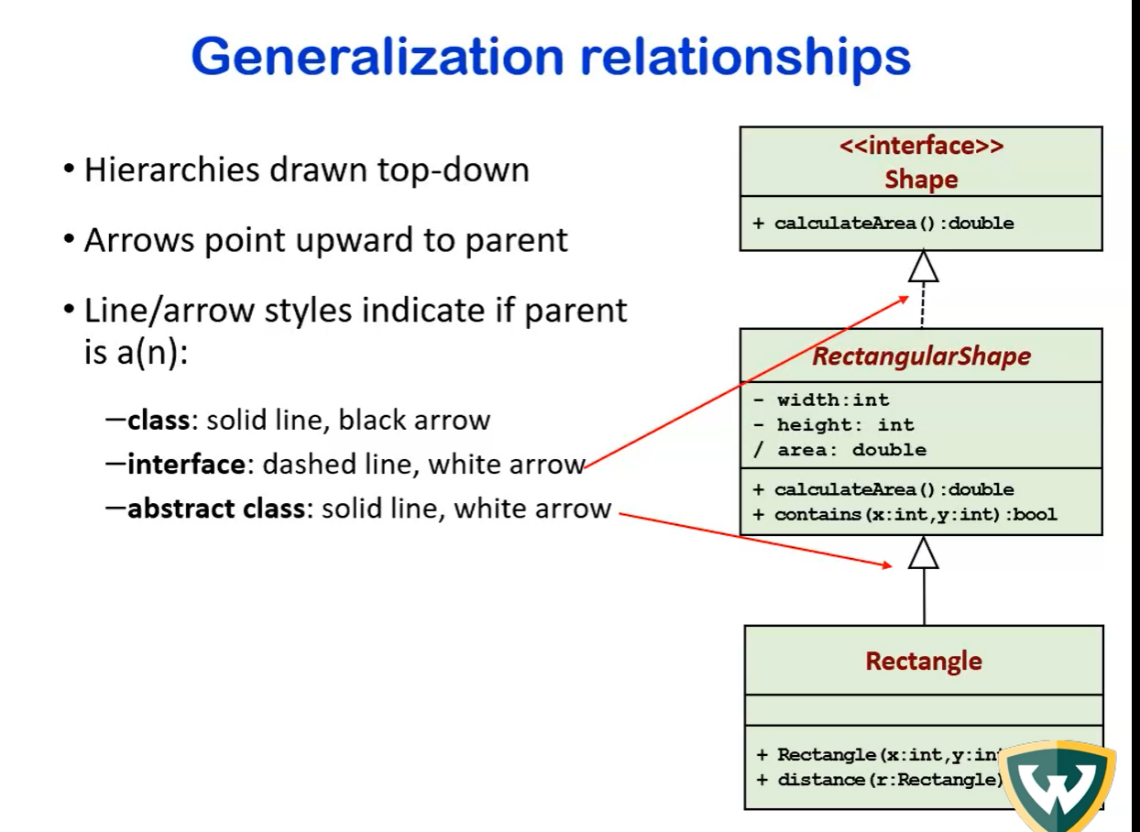 Generalization relationships
• Hierarchies drawn top-down
• Arrows point upward to parent
• Line/arrow styles indicate if parent
is a(n):
–class: solid line, black arrow
–interface: dashed line, white arrow
–abstract class: solid line, white arrow
<<interface>>
Shape
+ calculateArea():double
RectangularShape
- width:int
- height: int
/ area: double
+ calculateArea():double
+ contains(x:int,y:int):bool
Rectangle
+ Rectangle(x:int,y:in
+ distance(r:Rectangle)
W